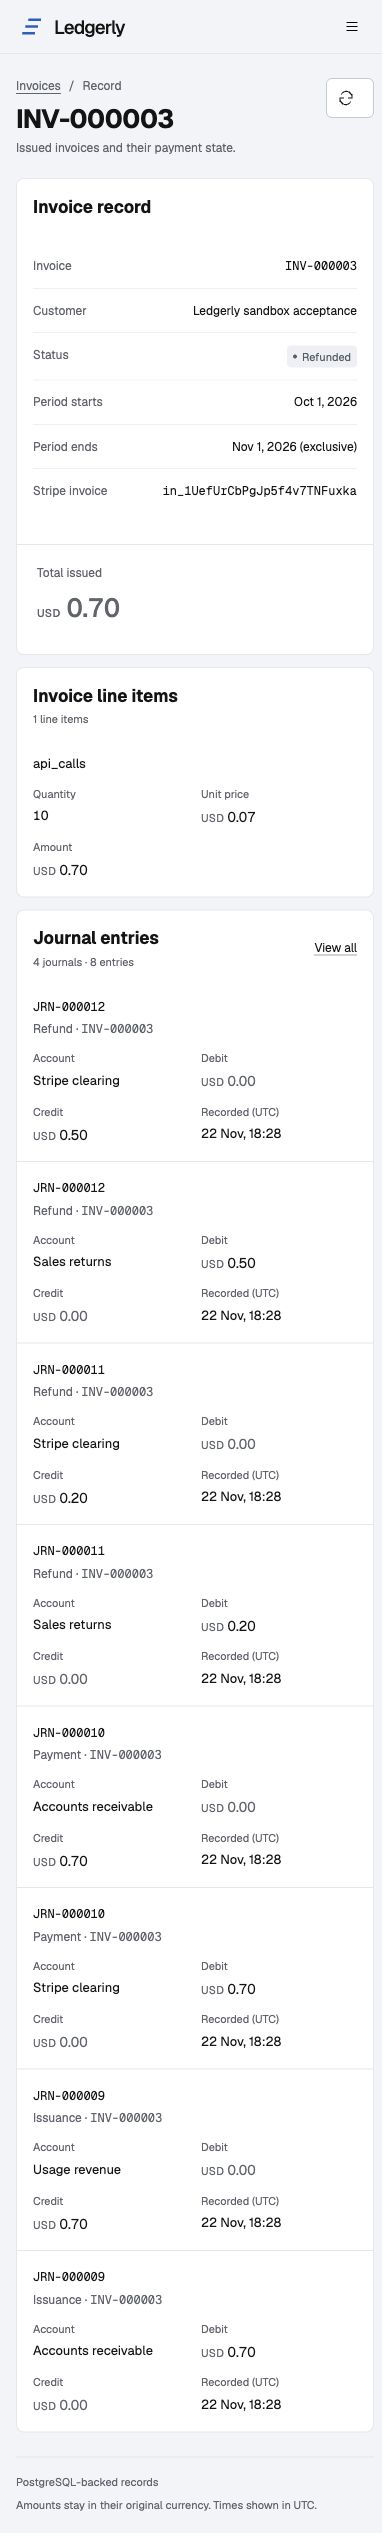 Ledgerly
Invoices / Record
INV-000003
Issued invoices and their payment state.
Invoice record
Invoice INV-000003
Customer Ledgerly sandbox acceptance
Status • Refunded
Period starts Oct 1, 2026
Period ends Nov 1, 2026 (exclusive)
Stripe invoice in_1UefUrCbPgJp5f4v7TNFuxka
Total issued
USD 0.70
Invoice line items
1 line items
api_calls
Quantity Unit price
10 USD 0.07
Amount
USD 0.70
Journal entries
View all
4 journals · 8 entries
JRN-000012
Refund · INV-000003
Account Debit
Stripe clearing USD 0.00
Credit Recorded (UTC)
USD 0.50 22 Nov, 18:28
JRN-000012
Refund · INV-000003
Account Debit
Sales returns USD 0.50
Credit Recorded (UTC)
USD 0.00 22 Nov, 18:28
JRN-000011
Refund · INV-000003
Account Debit
Stripe clearing USD 0.00
Credit Recorded (UTC)
USD 0.20 22 Nov, 18:28
JRN-000011
Refund · INV-000003
Account Debit
Sales returns USD 0.20
Credit Recorded (UTC)
USD 0.00 22 Nov, 18:28
JRN-000010
Payment · INV-000003
Account Debit
Accounts receivable USD 0.00
Credit Recorded (UTC)
USD 0.70 22 Nov, 18:28
JRN-000010
Payment · INV-000003
Account Debit
Stripe clearing USD 0.70
Credit Recorded (UTC)
USD 0.00 22 Nov, 18:28
JRN-000009
Issuance · INV-000003
Account Debit
Usage revenue USD 0.00
Credit Recorded (UTC)
USD 0.70 22 Nov, 18:28
JRN-000009
Issuance · INV-000003
Account Debit
Accounts receivable USD 0.70
Credit Recorded (UTC)
USD 0.00 22 Nov, 18:28
PostgreSQL-backed records
Amounts stay in their original currency. Times shown in UTC.